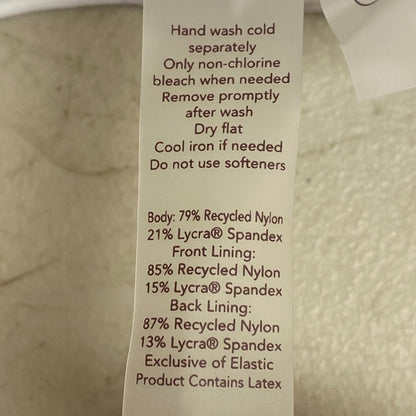 Hand wash cold
separately
Only non-chlorine
bleach when needed
Remove promptly
after wash
Dry flat
Cool iron if needed
Do not use softeners
Body: 79% Recycled Nylon
21% Lycra® Spandex
Front Lining:
85% Recycled Nylon
15% Lycra® Spandex
Back Lining:
87% Recycled Nylon
13% Lycra® Spandex
Exclusive of Elastic
Product Contains Latex